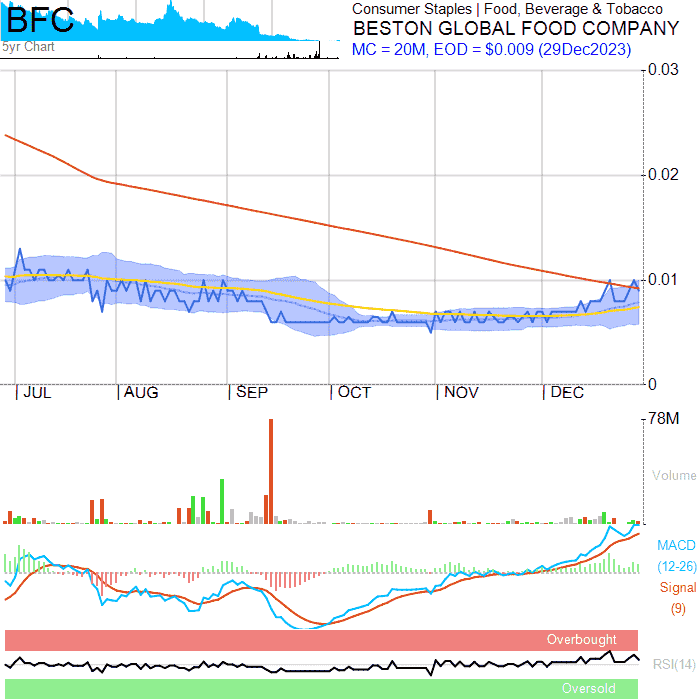 BFC
5yr Chart
Consumer Staples | Food, Beverage & Tobacco
BESTON GLOBAL FOOD COMPANY
MC = 20M, EOD = $0.009 (29Dec2023)
0.03
0.02
0.01
0
JUL AUG SEP OCT NOV DEC
78M
Volume
MACD
(12-26)
Signal
(9)
Overbought
RSI(14)
Oversold